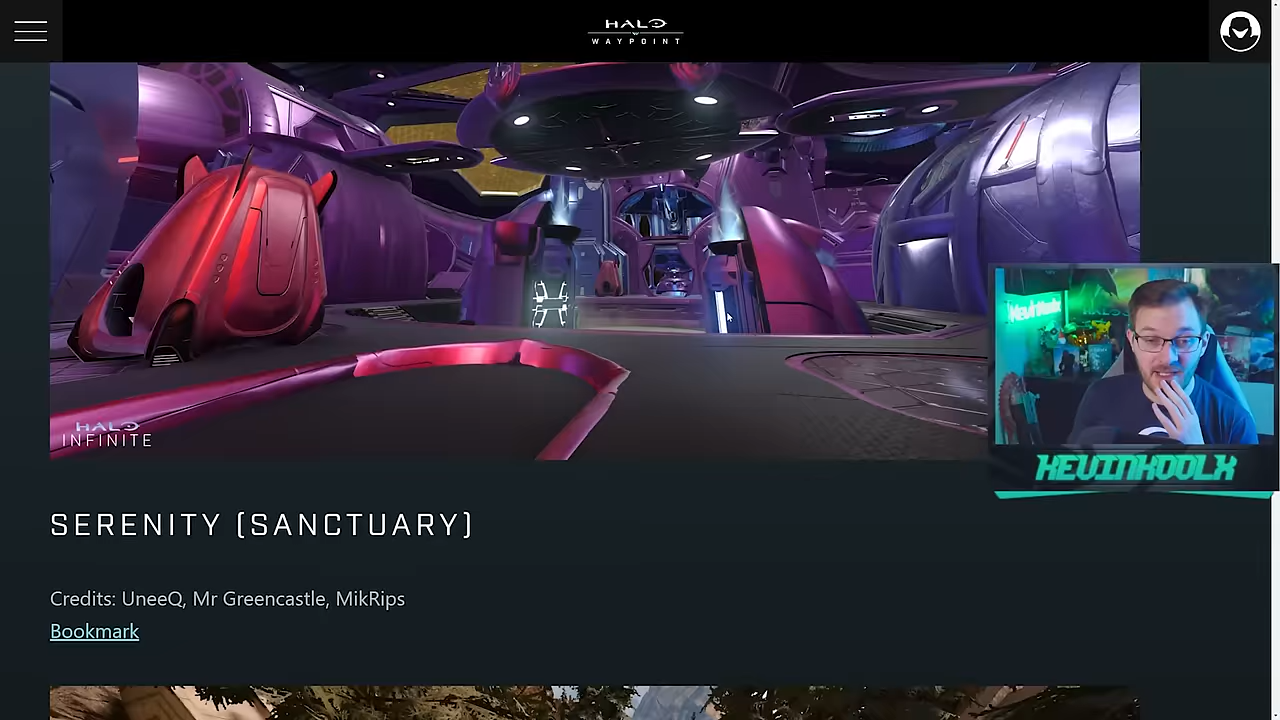 HALO
WAYPOINT
HALO
INFINITE
KEVINKOOLX
SERENITY (SANCTUARY)
Credits: UneeQ, Mr Greencastle, MikRips
Bookmark